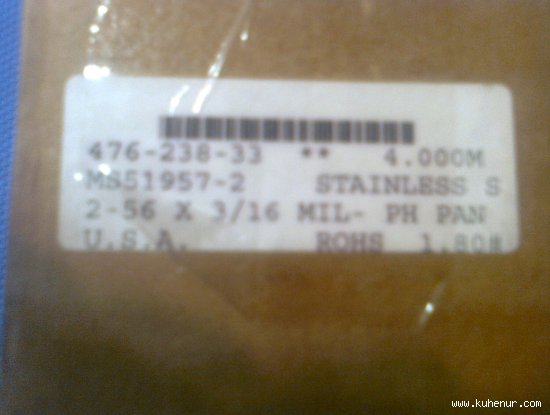 476-238-33 ** 4.000M
MS51957-2 STAINLESS S
2-56 X 3/16 MIL- PH PAN
U.S.A. ROHS 1.80#
www.kuhenur.com